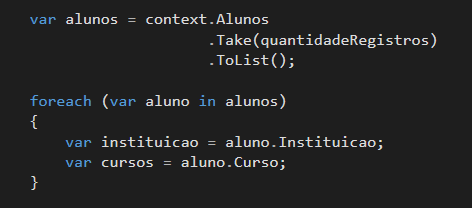 var alunos = context.Alunos
.Take(quantidadeRegistros)
.ToList();
foreach (var aluno in alunos)
{
var instituicao = aluno.Instituicao;
var cursos = aluno.Curso;
}